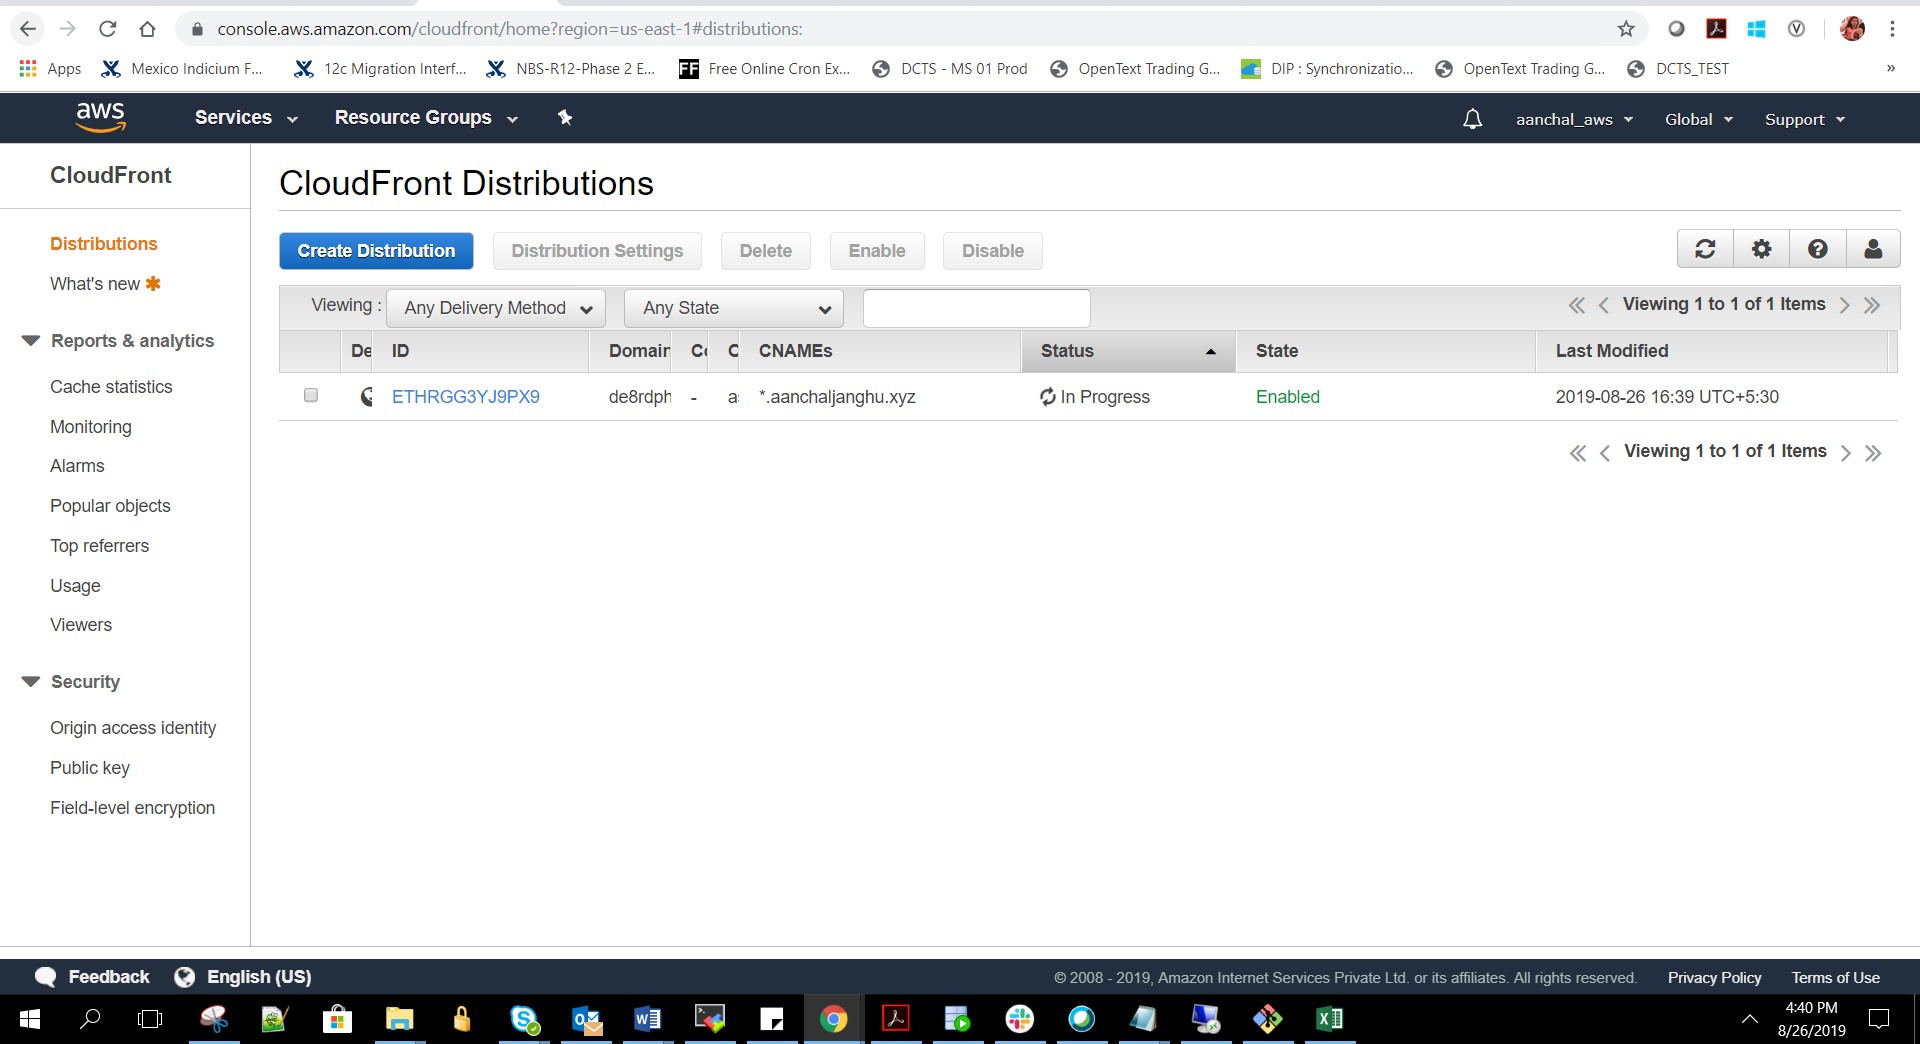 console.aws.amazon.com/cloudfront/home?region=us-east-1#distributions:
Apps Mexico Indicium F... 12c Migration Interf... NBS-R12-Phase 2 E... FF Free Online Cron Ex... DCTS - MS 01 Prod OpenText Trading G... DIP : Synchronizatio... OpenText Trading G... DCTS_TEST »
aws Services Resource Groups aanchal_aws Global Support
CloudFront
Distributions
What's new
Reports & analytics
Cache statistics
Monitoring
Alarms
Popular objects
Top referrers
Usage
Viewers
Security
Origin access identity
Public key
Field-level encryption
CloudFront Distributions
Create Distribution Distribution Settings Delete Enable Disable
Viewing : Any Delivery Method Any State Viewing 1 to 1 of 1 Items
De ID Domain Co C CNAMEs Status State Last Modified
ETHRGG3YJ9PX9 de8rdph - a *.aanchaljanghu.xyz In Progress Enabled 2019-08-26 16:39 UTC+5:30
Viewing 1 to 1 of 1 Items
Feedback English (US) © 2008 - 2019, Amazon Internet Services Private Ltd. or its affiliates. All rights reserved. Privacy Policy Terms of Use
4:40 PM
8/26/2019